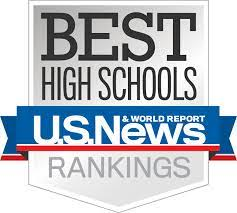 BEST
HIGH SCHOOLS
& WORLD REPORT
U.S. News
RANKINGS